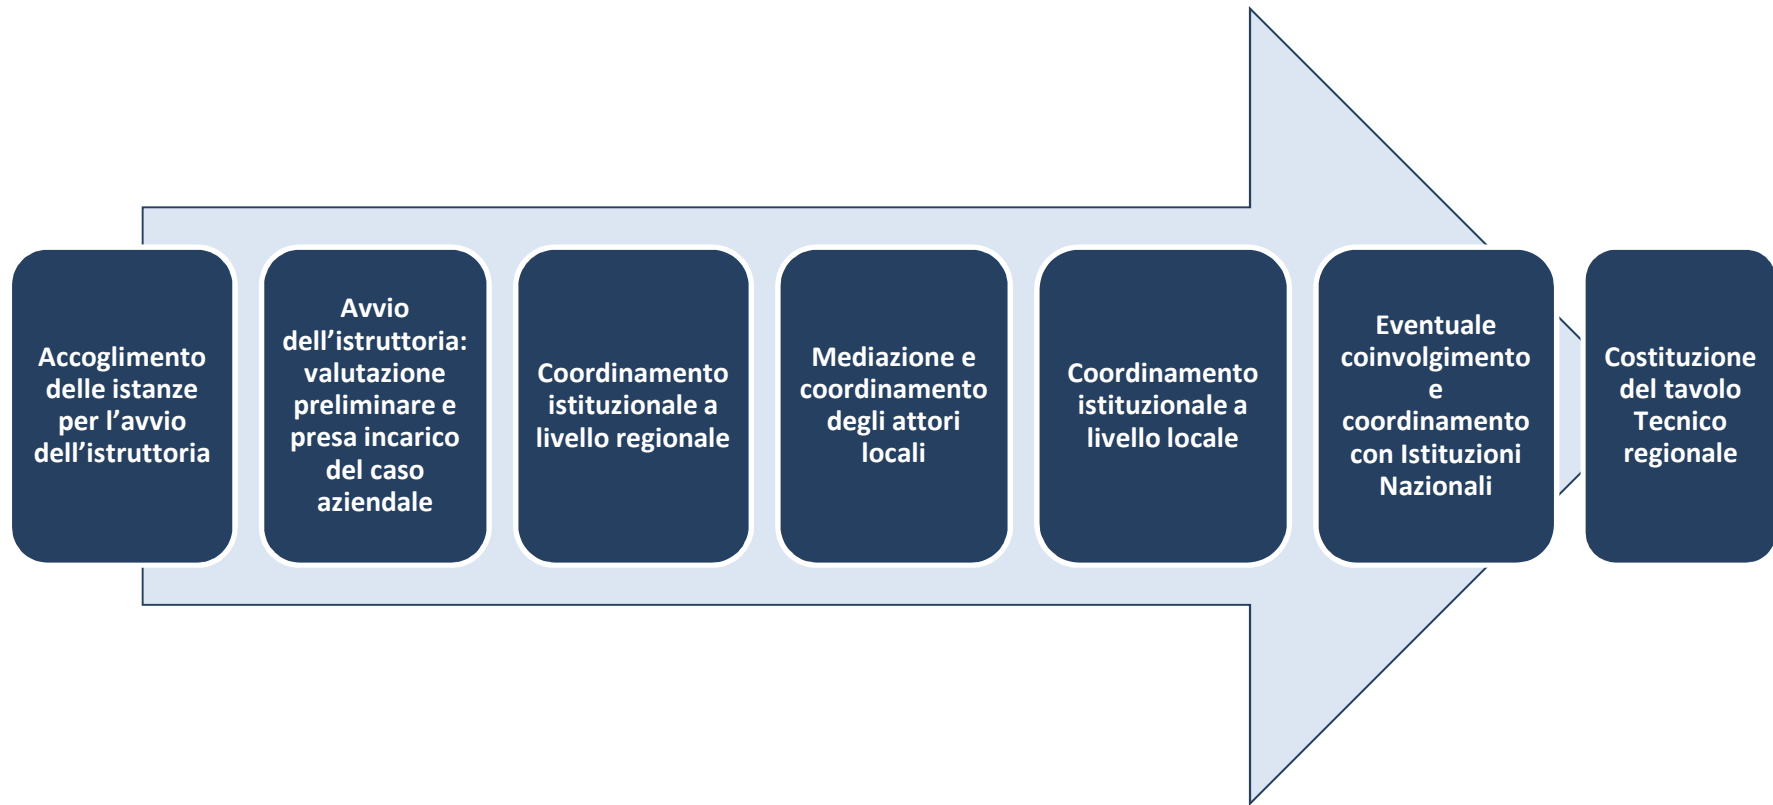 Accoglimento
delle istanze
per l’avvio
dell’istruttoria
Avvio
dell’istruttoria:
valutazione
preliminare e
presa incarico
del caso
aziendale
Coordinamento
istituzionale a
livello regionale
Mediazione e
coordinamento
degli attori
locali
Coordinamento
istituzionale a
livello locale
Eventuale
coinvolgimento
e
coordinamento
con Istituzioni
Nazionali
Costituzione
del tavolo
Tecnico
regionale